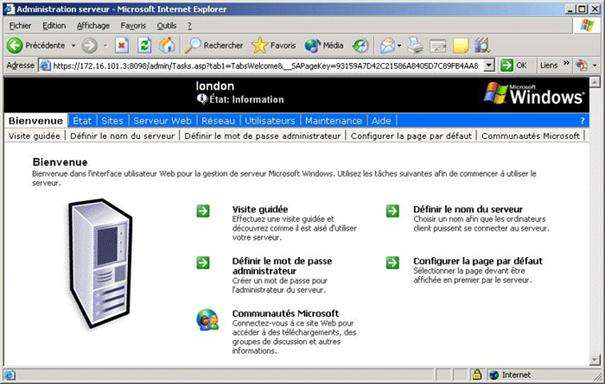 Administration serveur - Microsoft Internet Explorer
Fichier Edition Affichage Favoris Outils ?
Précédente Rechercher Favoris Média
Adresse https://172.16.101.3:8098/admin/Tasks.asp?tab1=TabsWelcome&__SAPageKey=93159A7D42C21586A8405D7C89FB4AA8 OK Liens »
london
État: Information
Microsoft
Windows
Bienvenue État Sites Serveur Web Réseau Utilisateurs Maintenance Aide ?
Visite guidée Définir le nom du serveur Définir le mot de passe administrateur Configurer la page par défaut Communautés Microsoft
Bienvenue
Bienvenue dans l'interface utilisateur Web pour la gestion de serveur Microsoft Windows. Utilisez les tâches suivantes afin de commencer à utiliser le
serveur.
Visite guidée
Effectuez une visite guidée et
découvrez comme il est aisé d'utiliser
votre serveur.
Définir le nom du serveur
Choisir un nom afin que les ordinateurs
client puissent se connecter au serveur.
Définir le mot de passe
administrateur
Créer un mot de passe pour
l'administrateur du serveur.
Configurer la page par défaut
Sélectionner la page devant être
affichée en premier par le serveur.
Communautés Microsoft
Connectez-vous à ce site Web pour
accéder à des téléchargements, des
groupes de discussion et autres
informations.
Internet